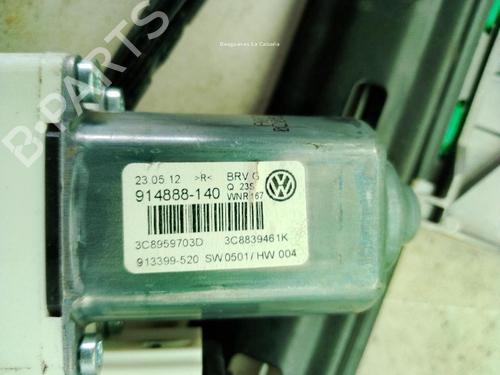 Desguaces La Cabaña
B-PARTS
23 05 12 >R< BRV G
914888-140 Q 23S
WNR 167
3C8959703D 3C8839461K
913399-520 SW 0501/ HW 004